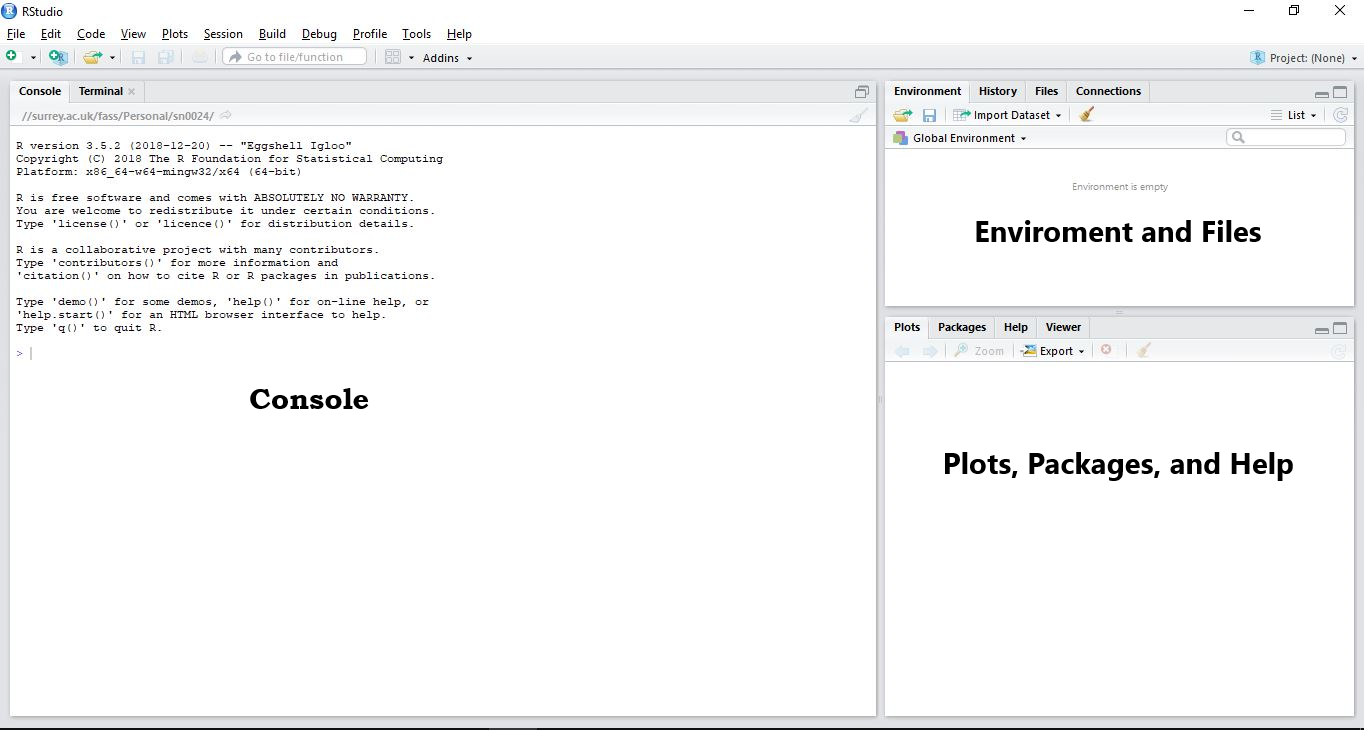 RStudio
File Edit Code View Plots Session Build Debug Profile Tools Help
Go to file/function Addins Project: (None)
Console Terminal
//surrey.ac.uk/fass/Personal/sn0024/
R version 3.5.2 (2018-12-20) -- "Eggshell Igloo"
Copyright (C) 2018 The R Foundation for Statistical Computing
Platform: x86_64-w64-mingw32/x64 (64-bit)
R is free software and comes with ABSOLUTELY NO WARRANTY.
You are welcome to redistribute it under certain conditions.
Type 'license()' or 'licence()' for distribution details.
R is a collaborative project with many contributors.
Type 'contributors()' for more information and
'citation()' on how to cite R or R packages in publications.
Type 'demo()' for some demos, 'help()' for on-line help, or
'help.start()' for an HTML browser interface to help.
Type 'q()' to quit R.
>
Console
Environment History Files Connections
Import Dataset List
Global Environment
Environment is empty
Enviroment and Files
Plots Packages Help Viewer
Zoom Export
Plots, Packages, and Help